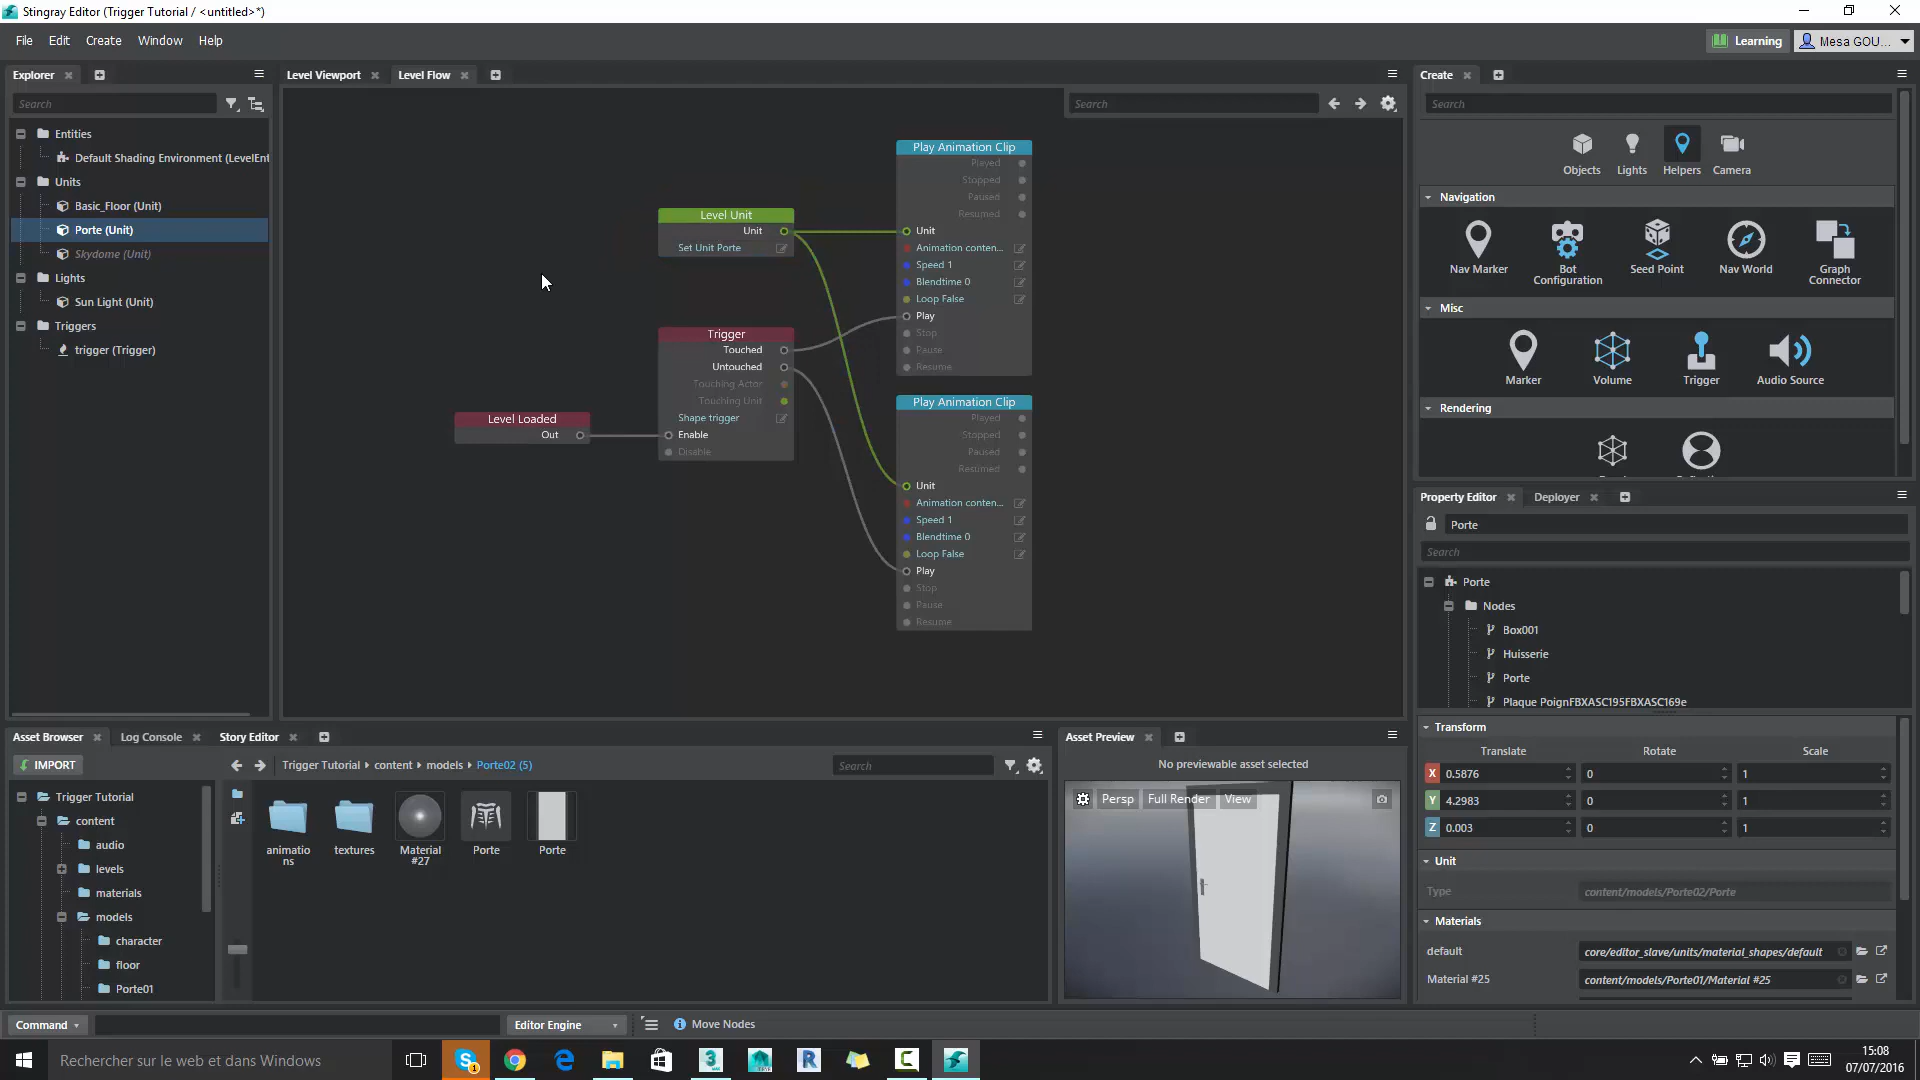 Stingray Editor (Trigger Tutorial / <untitled>*)
File Edit Create Window Help
Learning Mesa GOU...
Explorer
Level Viewport Level Flow
Create
Search
Search
Search
Entities
Default Shading Environment (LevelEnt
Units
Basic_Floor (Unit)
Porte (Unit)
Skydome (Unit)
Lights
Sun Light (Unit)
Triggers
trigger (Trigger)
Level Unit
Unit
Set Unit Porte
Trigger
Touched
Untouched
Touching Actor
Touching Unit
Shape trigger
Enable
Disable
Level Loaded
Out
Play Animation Clip
Played
Stopped
Paused
Resumed
Unit
Animation conten...
Speed 1
Blendtime 0
Loop False
Play
Stop
Pause
Resume
Play Animation Clip
Played
Stopped
Paused
Resumed
Unit
Animation conten...
Speed 1
Blendtime 0
Loop False
Play
Stop
Pause
Resume
Objects Lights Helpers Camera
Navigation
Nav Marker Bot Configuration Seed Point Nav World Graph Connector
Misc
Marker Volume Trigger Audio Source
Rendering
Property Editor Deployer
Porte
Search
Porte
Nodes
Box001
Huisserie
Porte
Plaque PoignFBXASC195FBXASC169e
Transform
Translate Rotate Scale
X 0.5876 0 1
Y 4.2983 0 1
Z 0.003 0 1
Unit
Type content/models/Porte02/Porte
Materials
default core/editor_slave/units/material_shapes/default
Material #25 content/models/Porte01/Material #25
Asset Browser Log Console Story Editor
IMPORT
Trigger Tutorial content models Porte02 (5)
Search
Trigger Tutorial
content
audio
levels
materials
models
character
floor
Porte01
animatio
ns
textures
Material
#27
Porte
Porte
Asset Preview
No previewable asset selected
Persp Full Render View
Command
Editor Engine
Move Nodes
Rechercher sur le web et dans Windows
15:08
07/07/2016